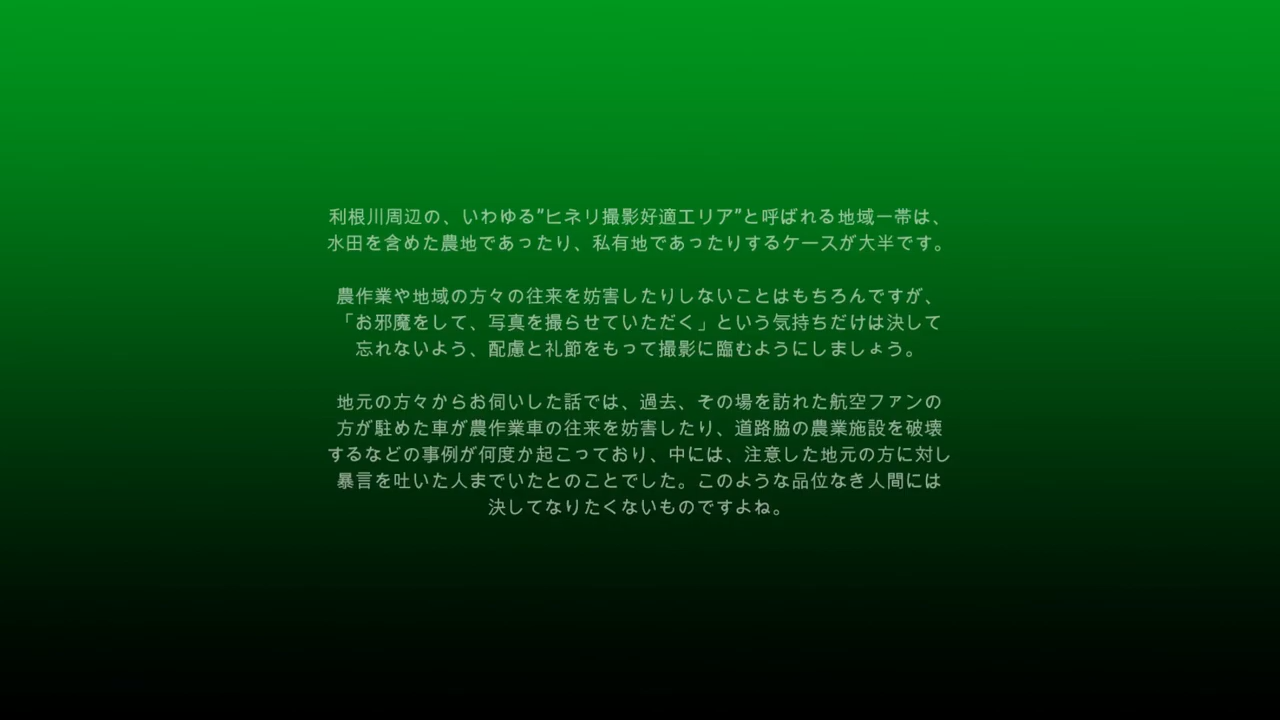 利根川周辺の、いわゆる”ヒネリ撮影好適エリア”と呼ばれる地域一帯は、
水田を含めた農地であったり、私有地であったりするケースが大半です。
農作業や地域の方々の往来を妨害したりしないことはもちろんですが、
「お邪魔をして、写真を撮らせていただく」という気持ちだけは決して
忘れないよう、配慮と礼節をもって撮影に臨むようにしましょう。
地元の方々からお伺いした話では、過去、その場を訪れた航空ファンの
方が駐めた車が農作業車の往来を妨害したり、道路脇の農業施設を破壊
するなどの事例が何度か起こっており、中には、注意した地元の方に対し
暴言を吐いた人までいたとのことでした。このような品位なき人間には
決してなりたくないものですよね。